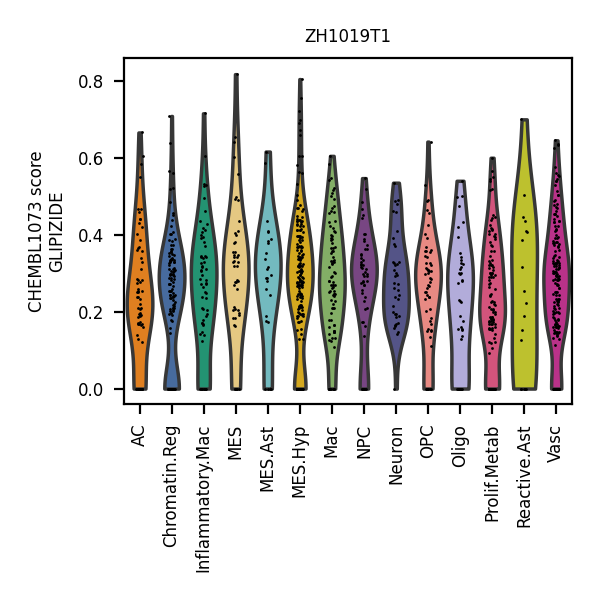 ZH1019T1
CHEMBL1073 score
GLIPIZIDE
0.8
0.6
0.4
0.2
0.0
AC
Chromatin.Reg
Inflammatory.Mac
MES
MES.Ast
MES.Hyp
Mac
NPC
Neuron
OPC
Oligo
Prolif.Metab
Reactive.Ast
Vasc